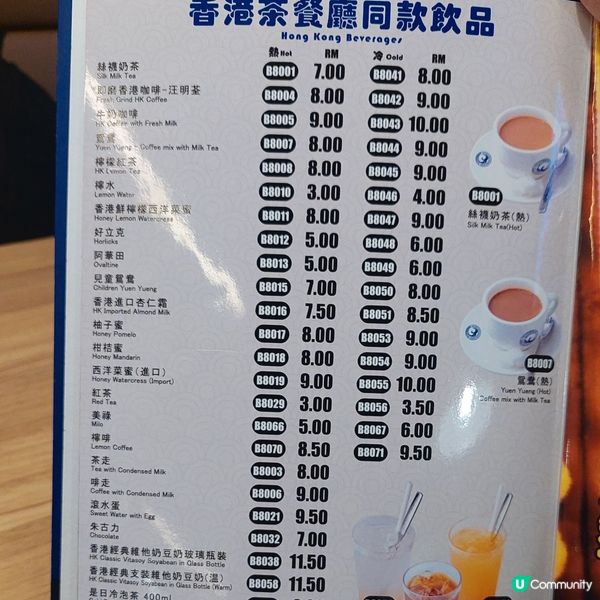 香港茶餐廳同款飲品
Hong Kong Beverages
熱 Hot RM 冷 Cold RM
絲襪奶茶 B8001 7.00 B8041 8.00
Silk Milk Tea
即磨香港咖啡-汪明荃 B8004 8.00 B8042 9.00
Fresh Grind HK Coffee
牛奶咖啡 B8005 9.00 B8043 10.00
HK Coffee with Fresh Milk
鴛鴦 B8007 8.00 B8044 9.00
Yuen Yueng - Coffee mix with Milk Tea
檸檬紅茶 B8008 8.00 B8045 9.00
HK Lemon Tea
檸水 B8010 3.00 B8046 4.00
Lemon Water
香港鮮檸檬西洋菜蜜 B8011 8.00 B8047 9.00
Honey Lemon Watercress
好立克 B8012 5.00 B8048 6.00
Horlicks
阿華田 B8013 5.00 B8049 6.00
Ovaltine
兒童鴛鴦 B8015 7.00 B8050 8.00
Children Yuen Yueng
香港進口杏仁霜 B8016 7.50 B8051 8.50
HK Imported Almond Milk
柚子蜜 B8017 8.00 B8053 9.00
Honey Pomelo
柑桔蜜 B8018 8.00 B8054 9.00
Honey Mandarin
西洋菜蜜(進口) B8019 9.00 B8055 10.00
Honey Watercress (Import)
紅茶 B8029 3.00 B8056 3.50
Red Tea
美祿 B8066 5.00 B8067 6.00
Milo
檸啡 B8070 8.50 B8071 9.50
Lemon Coffee
茶走 B8003 8.00
Tea with Condensed Milk
啡走 B8006 9.00
Coffee with Condensed Milk
滾水蛋 B8021 9.50
Sweet Water with Egg
朱古力 B8032 7.00
Chocolate
香港經典維他奶豆奶玻璃瓶裝 B8038 11.50
HK Classic Vitasoy Soyabean in Glass Bottle
香港經典支裝維他奶豆奶(溫) B8058 11.50
HK Classic Vitasoy Soyabean in Glass Bottle (Warm)
是日冷泡茶 400ml
B8001
絲襪奶茶(熱)
Silk Milk Tea(Hot)
B8007
鴛鴦(熱)
Yuen Yueng (Hot)
Coffee mix with Milk Tea
U Community